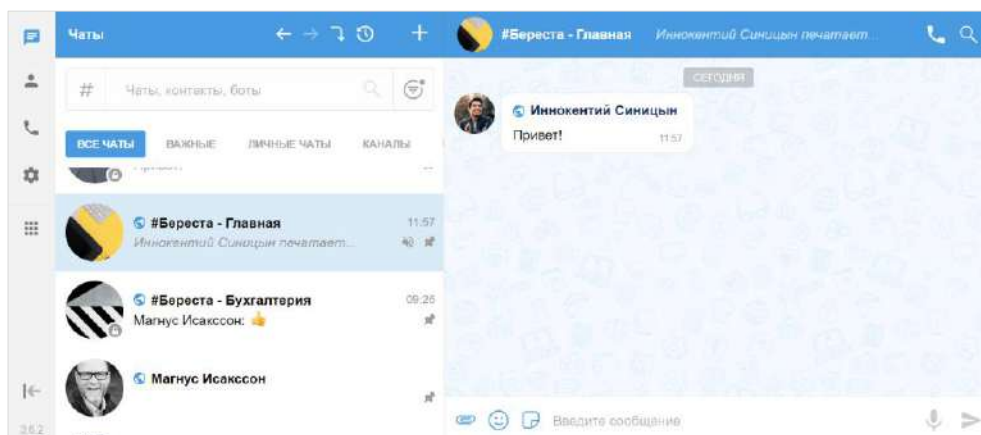 Чаты
#Береста - Главная Иннокентий Синицын печатает...
# Чаты, контакты, боты
ВСЕ ЧАТЫ ВАЖНЫЕ ЛИЧНЫЕ ЧАТЫ КАНАЛЫ
#Береста - Главная 11:57
Иннокентий Синицын печатает...
#Береста - Бухгалтерия 09:26
Магнус Исакссон: 👍
Магнус Исакссон
3.6.2
СЕГОДНЯ
Иннокентий Синицын
Привет! 11:57
Введите сообщение